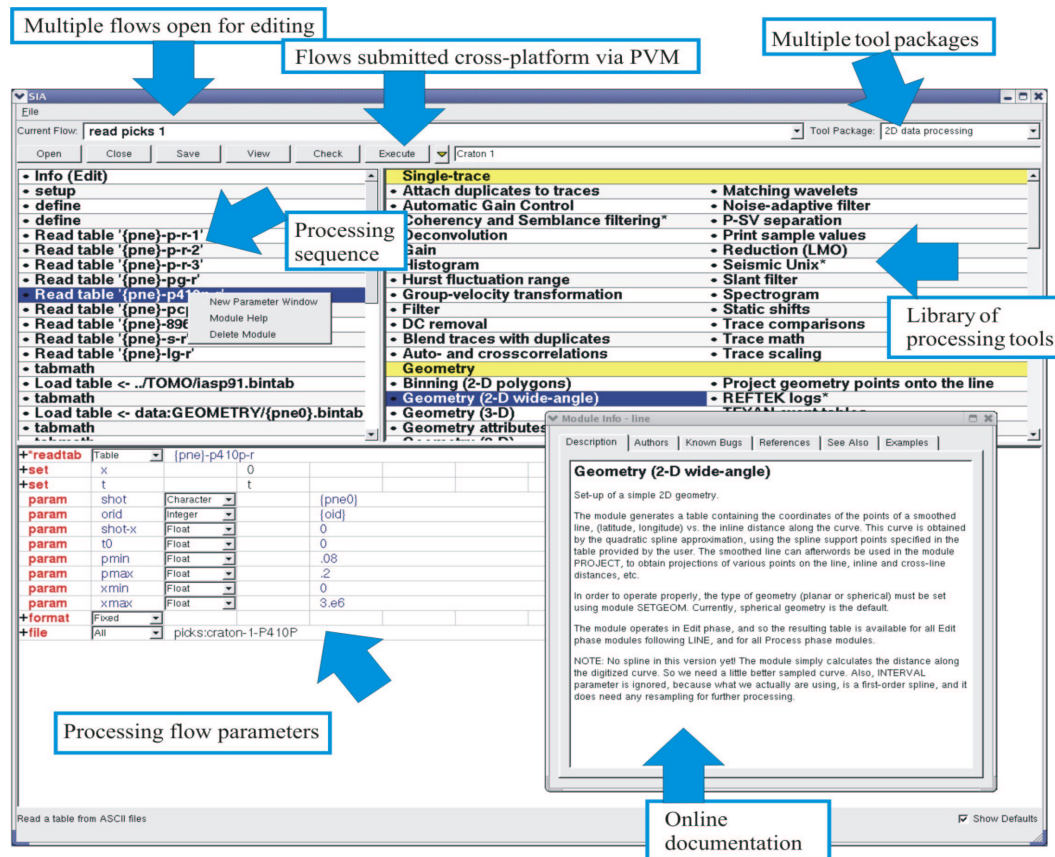 Multiple flows open for editing
Flows submitted cross-platform via PVM
Multiple tool packages
SIA
File
Current Flow: read picks 1 Tool Package: 2D data processing
Open Close Save View Check Execute Craton 1
• Info (Edit)
• setup
• define
• define
• Read table '{pne}-p-r-1'
• Read table '{pne}-p-r-2'
• Read table '{pne}-p-r-3'
• Read table '{pne}-pg-r'
• Read table '{pne}-p410p-r'
• Read table '{pne}-pcp
• Read table '{pne}-896
• Read table '{pne}-s-r'
• Read table '{pne}-lg-r'
• tabmath
• Load table <- ../TOMO/iasp91.bintab
• tabmath
• Load table <- data:GEOMETRY/{pne0}.bintab
• tabmath
• tabmath
New Parameter Window
Module Help
Delete Module
Processing
sequence
Single-trace
• Attach duplicates to traces
• Automatic Gain Control
• Coherency and Semblance filtering*
Deconvolution
Gain
Histogram
• Hurst fluctuation range
• Group-velocity transformation
• Filter
• DC removal
• Blend traces with duplicates
• Auto- and crosscorrelations
• Matching wavelets
• Noise-adaptive filter
• P-SV separation
• Print sample values
• Reduction (LMO)
• Seismic Unix*
• Slant filter
• Spectrogram
• Static shifts
• Trace comparisons
• Trace math
• Trace scaling
Library of
processing tools
Geometry
• Binning (2-D polygons)
• Geometry (2-D wide-angle)
• Geometry (3-D)
• Geometry attributes
• Project geometry points onto the line
• REFTEK logs*
+*readtab Table {pne}-p410p-r
+set x 0
+set t t
param shot Character {pne0}
param orid Integer {oid}
param shot-x Float 0
param t0 Float 0
param pmin Float .08
param pmax Float .2
param xmin Float 0
param xmax Float 3.e6
+format Fixed
+file All picks:craton-1-P410P
Processing flow parameters
Module Info - line
Description Authors Known Bugs References See Also Examples
Geometry (2-D wide-angle)
Set-up of a simple 2D geometry.
The module generates a table containing the coordinates of the points of a smoothed
line, (latitude, longitude) vs. the inline distance along the curve. This curve is obtained
by the quadratic spline approximation, using the spline support points specified in the
table provided by the user. The smoothed line can afterwords be used in the module
PROJECT, to obtain projections of various points on the line, inline and cross-line
distances, etc.
In order to operate properly, the type of geometry (planar or spherical) must be set
using module SETGEOM. Currently, spherical geometry is the default.
The module operates in Edit phase, and so the resulting table is available for all Edit
phase modules following LINE, and for all Process phase modules.
NOTE: No spline in this version yet! The module simply calculates the distance along
the digitized curve. So we need a little better sampled curve. Also, INTERVAL
parameter is ignored, because what we actually are using, is a first-order spline, and it
does need any resampling for further processing.
Online
documentation
Read a table from ASCII files
Show Defaults